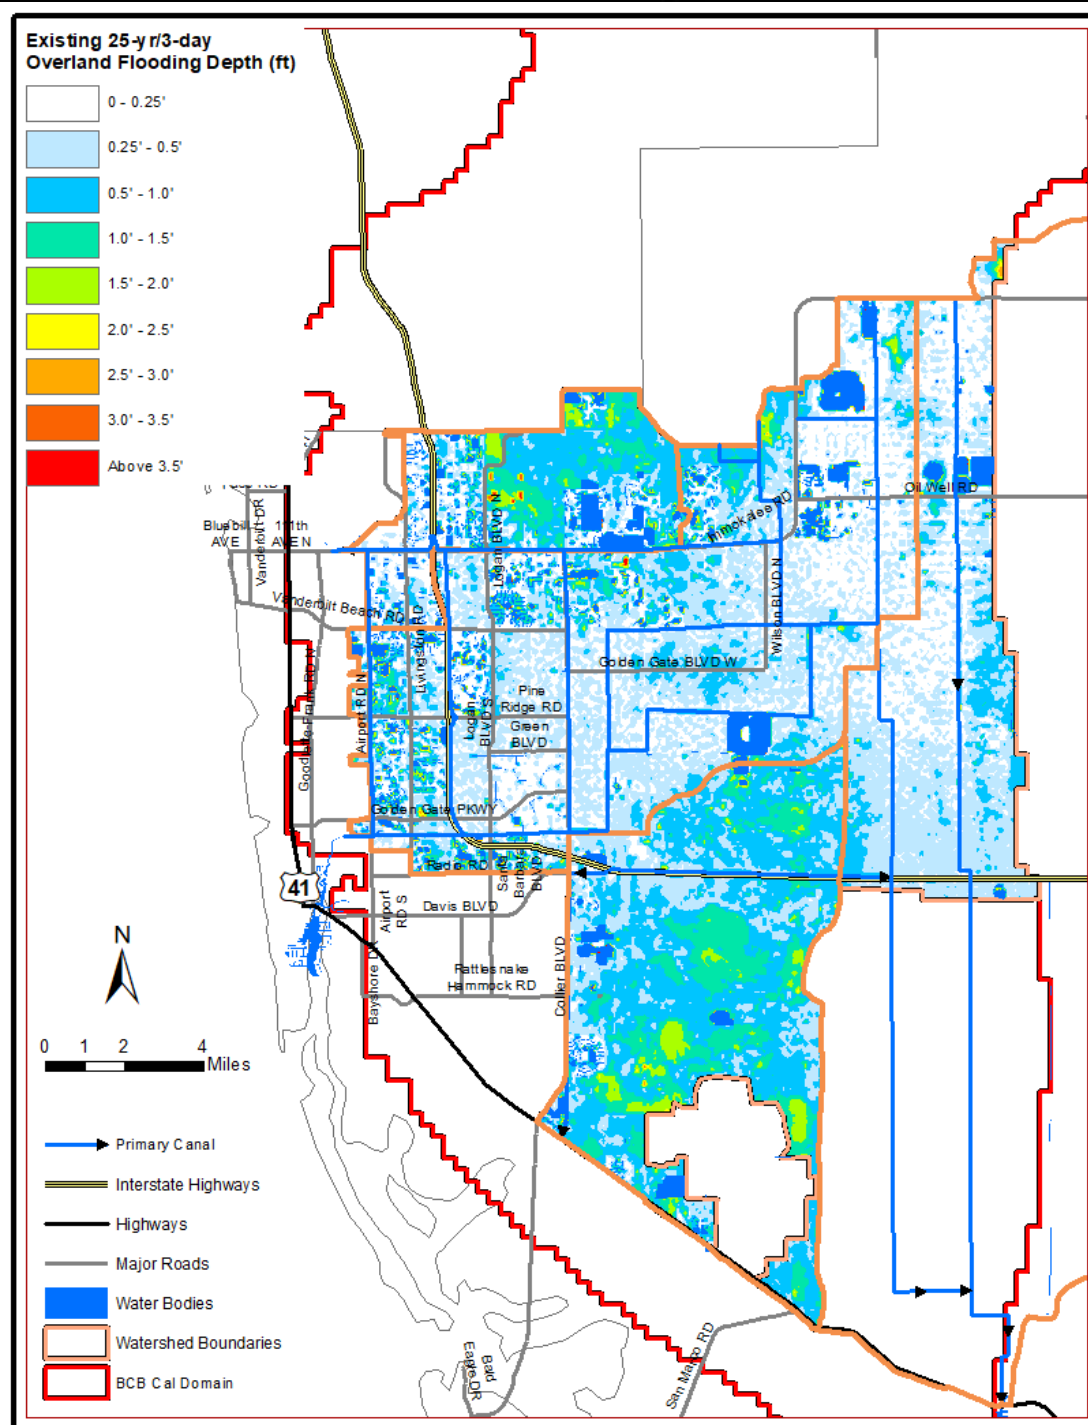 Existing 25-yr/3-day
Overland Flooding Depth (ft)
0 - 0.25'
0.25' - 0.5'
0.5' - 1.0'
1.0' - 1.5'
1.5' - 2.0'
2.0' - 2.5'
2.5' - 3.0'
3.0' - 3.5'
Above 3.5'
Oil Well RD
Immokalee RD
Logan BLVD N
Vanderbilt DR
Bluebill
AVE
111th
AVE N
Vanderbilt Beach RD
Livingston RD
Wilson BLVD N
Golden Gate BLVD W
Goodlette-Frank RD N
Airport RD N
Logan
BLVD S
Pine
Ridge RD
Green
BLVD
Golden Gate PKWY
Radio RD
Santa
Barbara
BLVD
41
Airport
RD S
Davis BLVD
Collier BLVD
Bayshore DR
Rattlesnake
Hammock RD
N
0 1 2 4
Miles
Primary Canal
Interstate Highways
Highways
Major Roads
Water Bodies
Watershed Boundaries
BCB Cal Domain
Bald
Eagle DR
San Marco RD